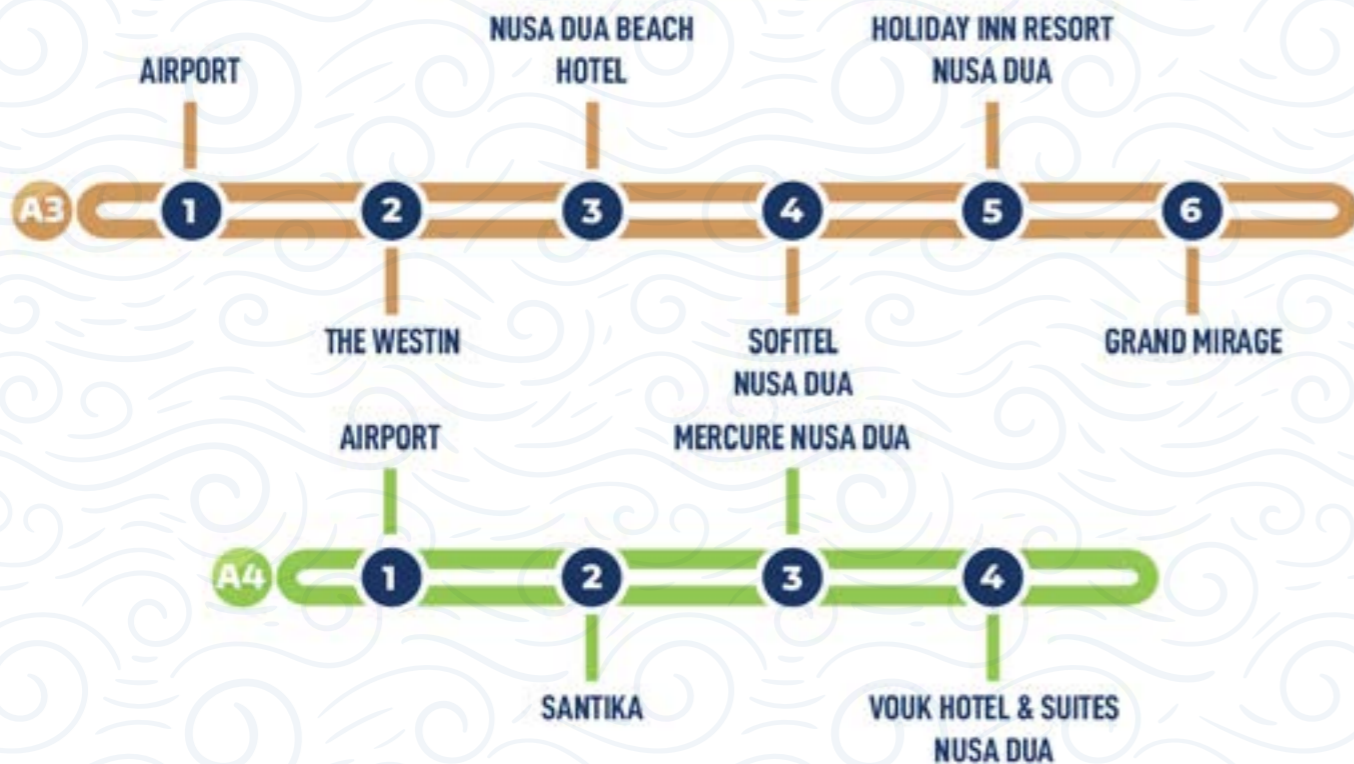 AIRPORT
NUSA DUA BEACH
HOTEL
HOLIDAY INN RESORT
NUSA DUA
A3
1
2
3
4
5
6
THE WESTIN
SOFITEL
NUSA DUA
GRAND MIRAGE
AIRPORT
MERCURE NUSA DUA
A4
1
2
3
4
SANTIKA
VOUK HOTEL & SUITES
NUSA DUA